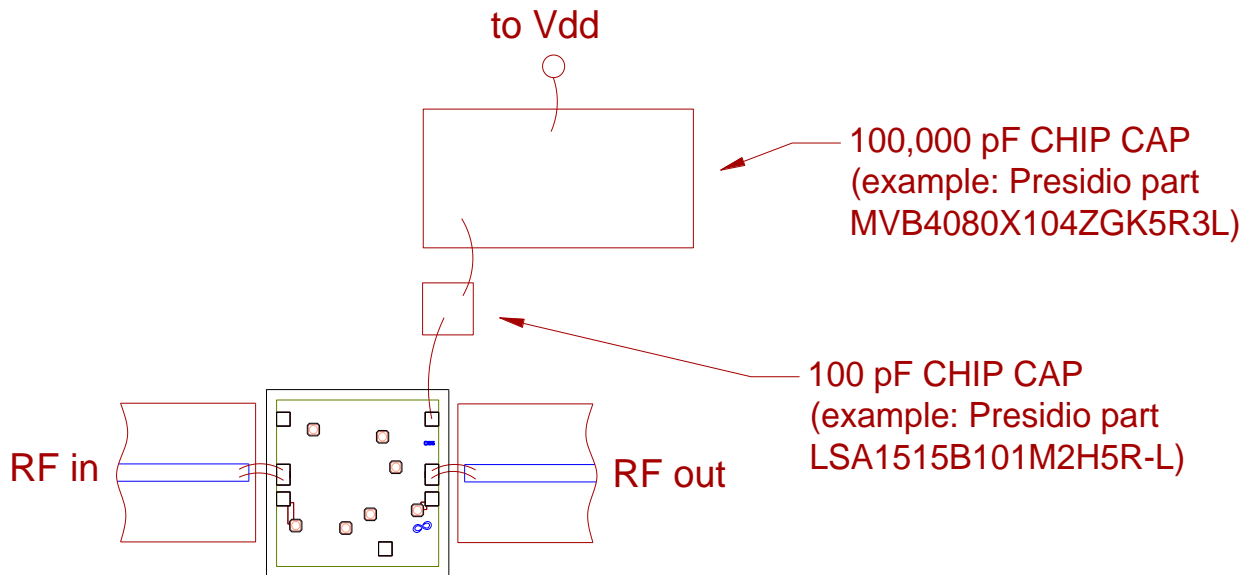 to Vdd
100,000 pF CHIP CAP
(example: Presidio part
MVB4080X104ZGK5R3L)
100 pF CHIP CAP
(example: Presidio part
LSA1515B101M2H5R-L)
RF in
RF out